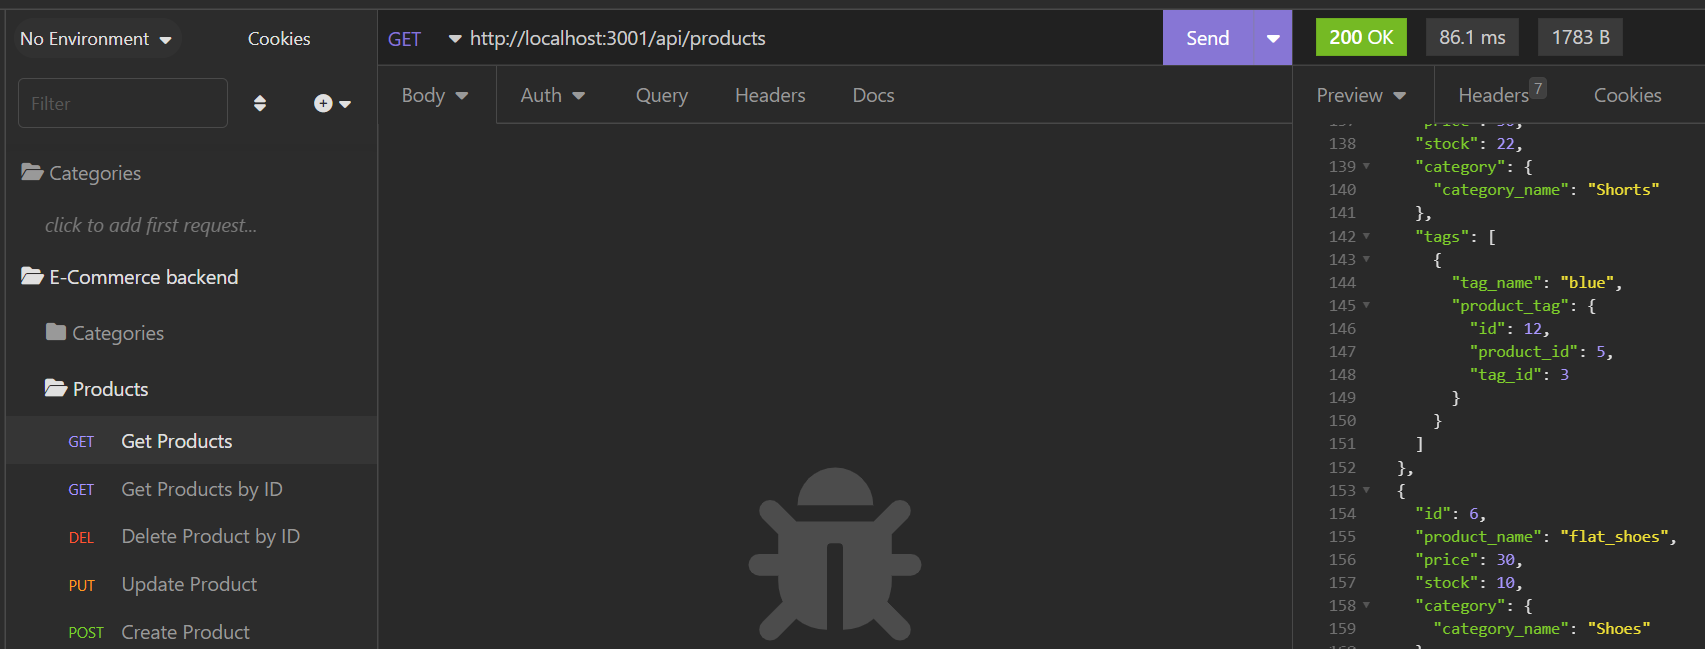 No Environment
Cookies
Filter
Categories
click to add first request...
E-Commerce backend
Categories
Products
GET Get Products
GET Get Products by ID
DEL Delete Product by ID
PUT Update Product
POST Create Product
GET http://localhost:3001/api/products
Send
Body Auth Query Headers Docs
200 OK 86.1 ms 1783 B
Preview Headers 7 Cookies
138 "stock": 22,
139 "category": {
140 "category_name": "Shorts"
141 },
142 "tags": [
143 {
144 "tag_name": "blue",
145 "product_tag": {
146 "id": 12,
147 "product_id": 5,
148 "tag_id": 3
149 }
150 }
151 ]
152 },
153 {
154 "id": 6,
155 "product_name": "flat_shoes",
156 "price": 30,
157 "stock": 10,
158 "category": {
159 "category_name": "Shoes"